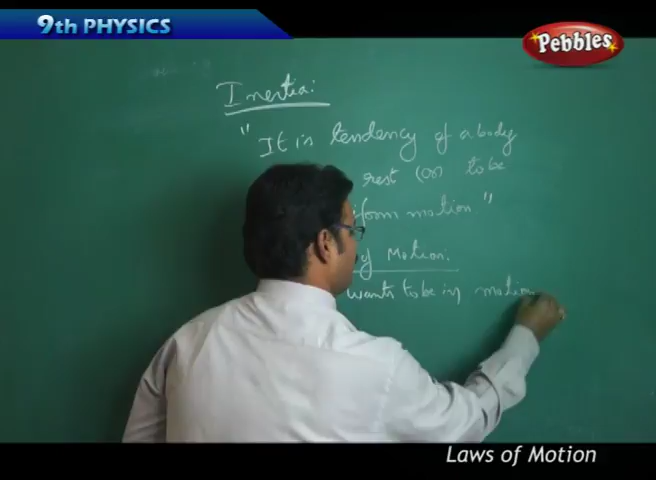 9th PHYSICS
Pebbles
Inertia:
" It is tendency of a body
rest (or) to be
iform motion."
of Motion:
wants to be in motion
Laws of Motion